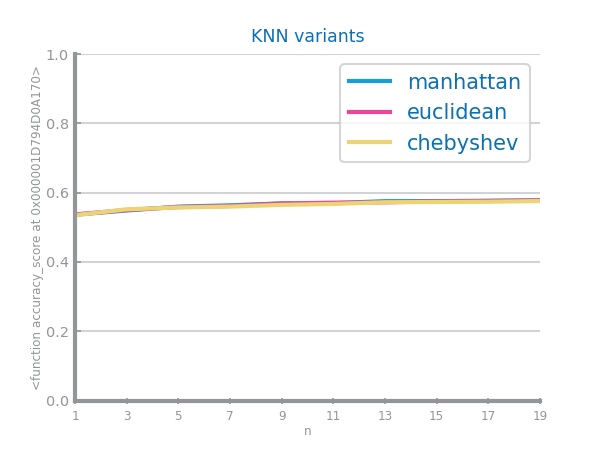 KNN variants
manhattan
euclidean
chebyshev
<function accuracy_score at 0x000001D794D0A170>
1.0
0.8
0.6
0.4
0.2
0.0
1 3 5 7 9 11 13 15 17 19
n